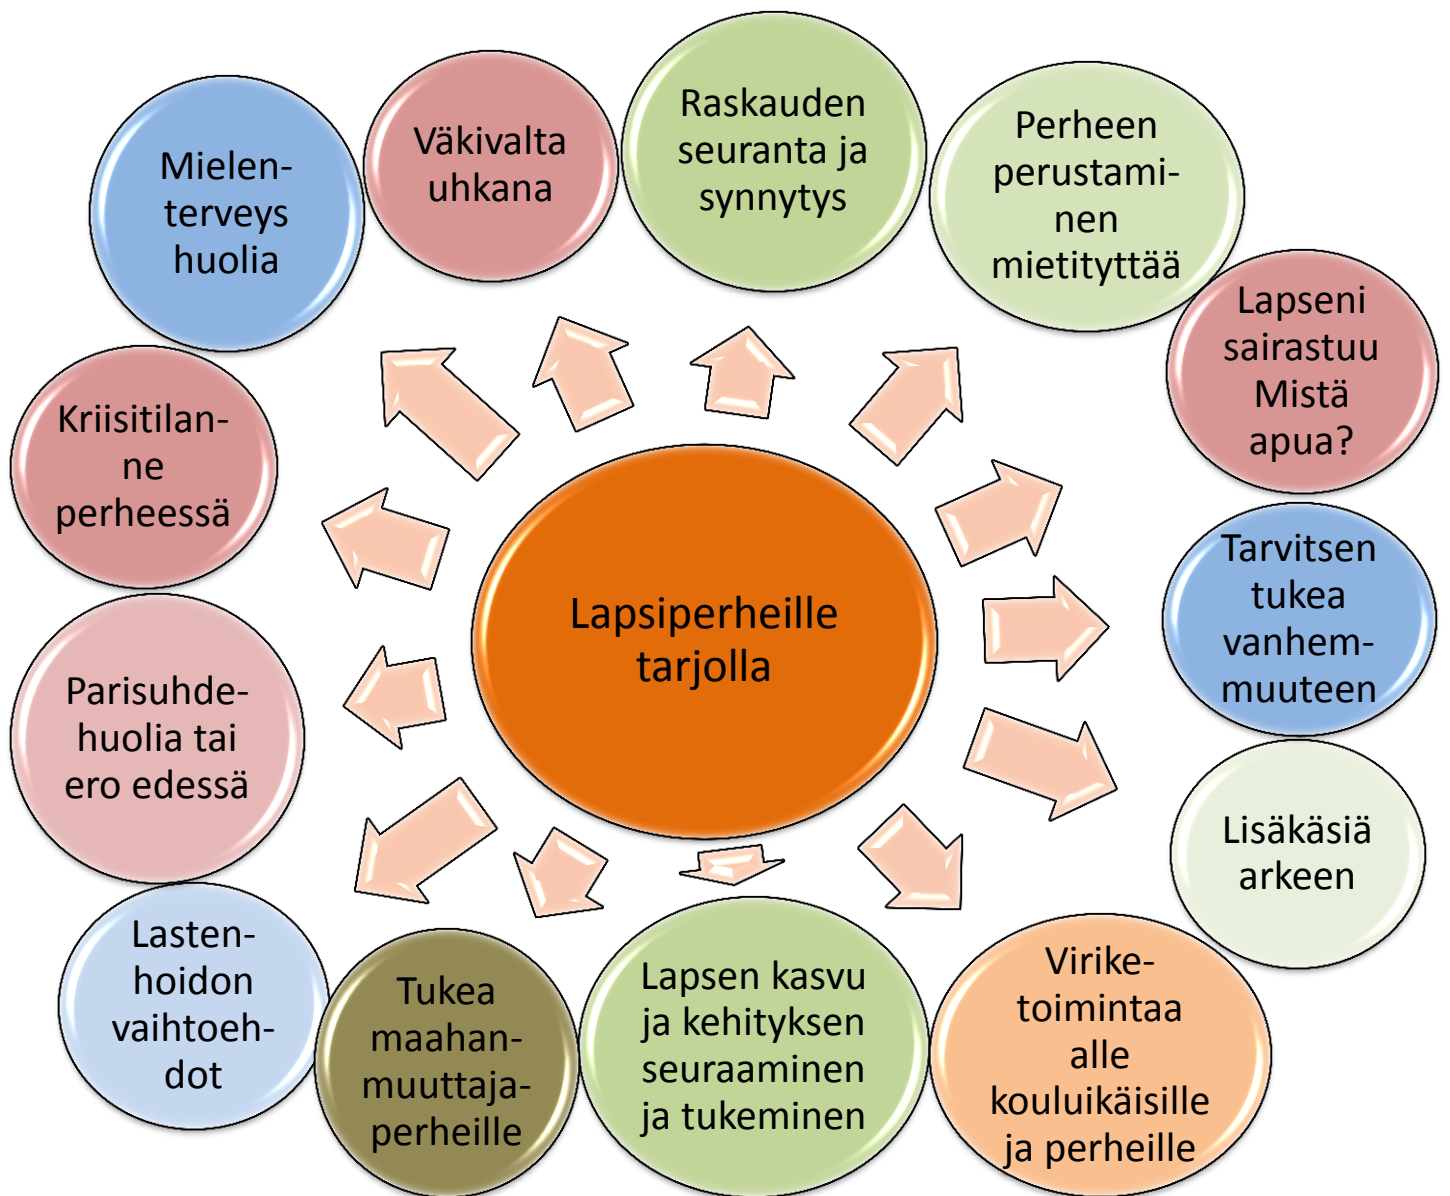 Raskauden
seuranta ja
synnytys
Perheen
perustami-
nen
mietityttää
Lapseni
sairastuu
Mistä
apua?
Tarvitsen
tukea
vanhem-
muuteen
Lisäkäsiä
arkeen
Virike-
toimintaa
alle
kouluikäisille
ja perheille
Lapsen kasvu
ja kehityksen
seuraaminen
ja tukeminen
Tukea
maahan-
muuttaja-
perheille
Lasten-
hoidon
vaihtoeh-
dot
Parisuhde-
huolia tai
ero edessä
Kriisitilan-
ne
perheessä
Mielen-
terveys
huolia
Väkivalta
uhkana
Lapsiperheille
tarjolla